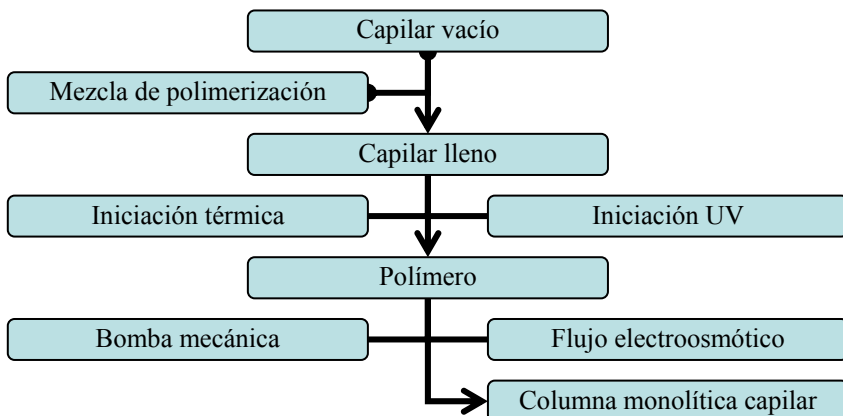 Capilar vacío
Mezcla de polimerización
Capilar lleno
Iniciación térmica
Iniciación UV
Polímero
Bomba mecánica
Flujo electroosmótico
Columna monolítica capilar